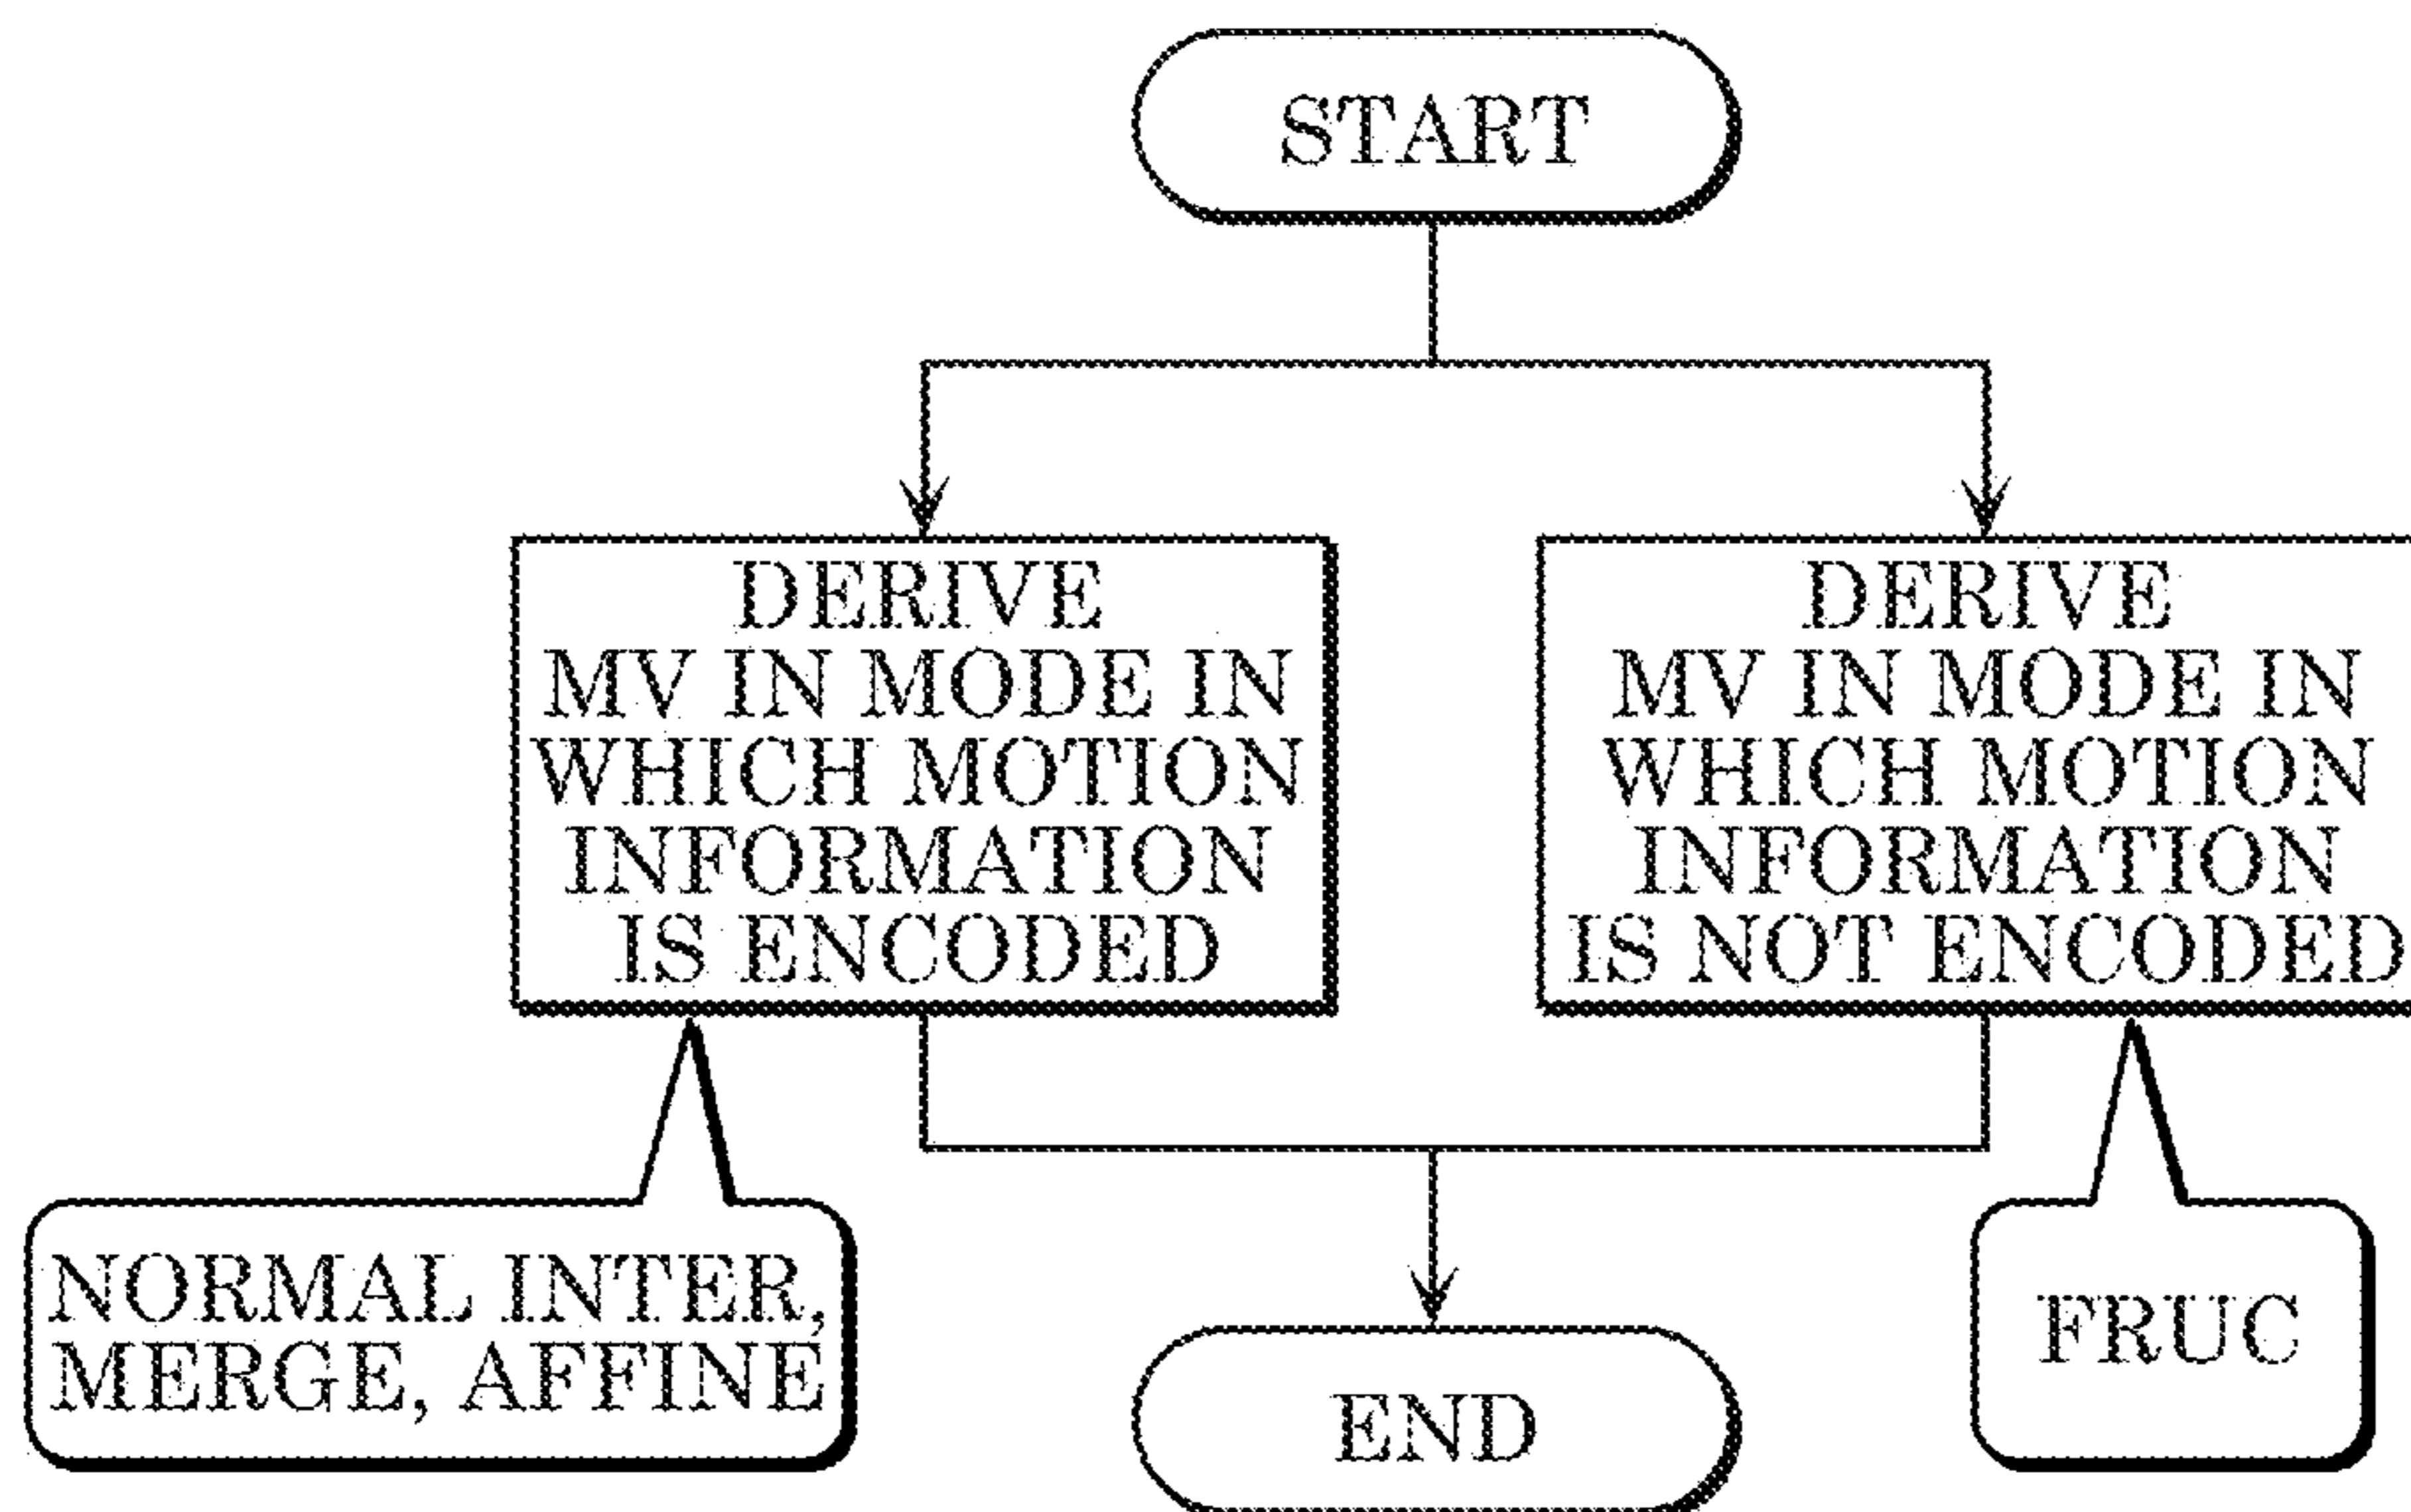 START
DERIVE
MV IN MODE IN
WHICH MOTION
INFORMATION
IS ENCODED
DERIVE
MV IN MODE IN
WHICH MOTION
INFORMATION
IS NOT ENCODED
NORMAL INTER,
MERGE, AFFINE
FRUC
END